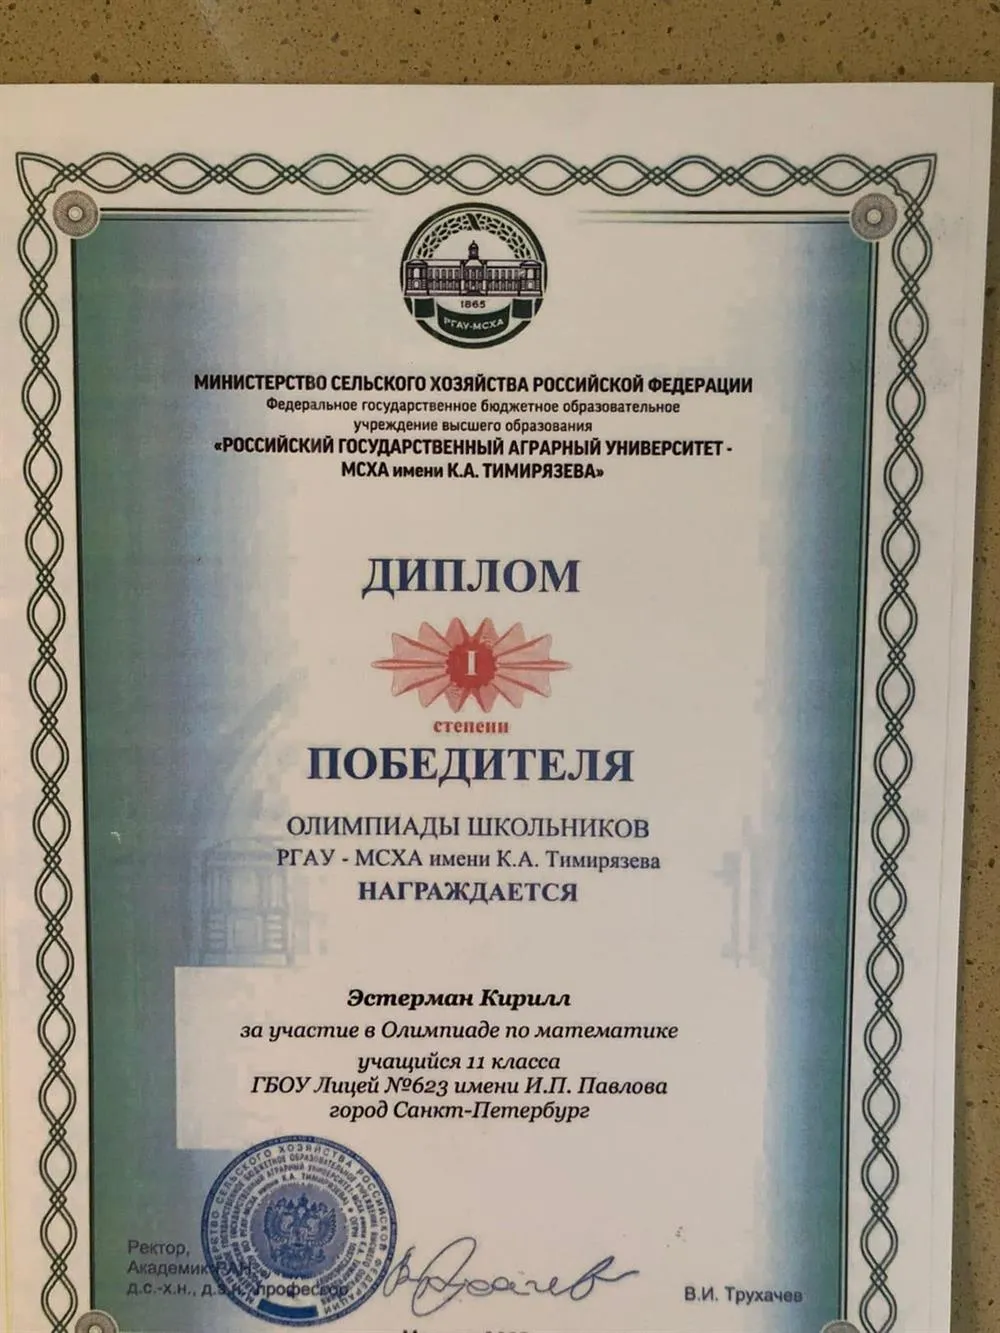 1865
РГАУ-МСХА
МИНИСТЕРСТВО СЕЛЬСКОГО ХОЗЯЙСТВА РОССИЙСКОЙ ФЕДЕРАЦИИ
Федеральное государственное бюджетное образовательное
учреждение высшего образования
«РОССИЙСКИЙ ГОСУДАРСТВЕННЫЙ АГРАРНЫЙ УНИВЕРСИТЕТ -
МСХА имени К.А. ТИМИРЯЗЕВА»
ДИПЛОМ
I
степени
ПОБЕДИТЕЛЯ
ОЛИМПИАДЫ ШКОЛЬНИКОВ
РГАУ - МСХА имени К.А. Тимирязева
НАГРАЖДАЕТСЯ
Эстерман Кирилл
за участие в Олимпиаде по математике
учащийся 11 класса
ГБОУ Лицей №623 имени И.П. Павлова
город Санкт-Петербург
Ректор,
Академик РАН,
д.с.-х.н., д.э.н., профессор
В.И. Трухачев